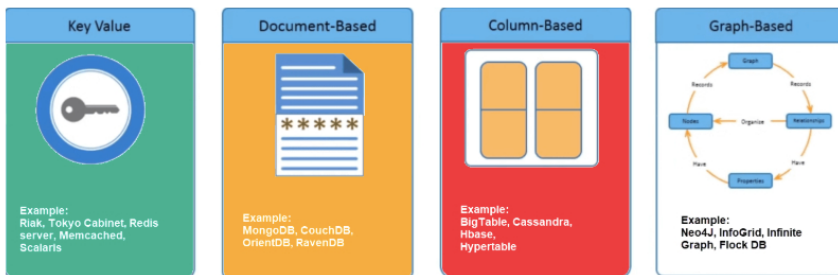 Key Value
Example:
Riak, Tokyo Cabinet, Redis
server, Memcached,
Scalaris
Document-Based
*****
Example:
MongoDB, CouchDB,
OrientDB, RavenDB
Column-Based
Example:
BigTable, Cassandra,
Hbase,
Hypertable
Graph-Based
Graph
Records
Records
Nodes
Organize
Relationships
Have
Have
Properties
Example:
Neo4J, InfoGrid, Infinite
Graph, Flock DB